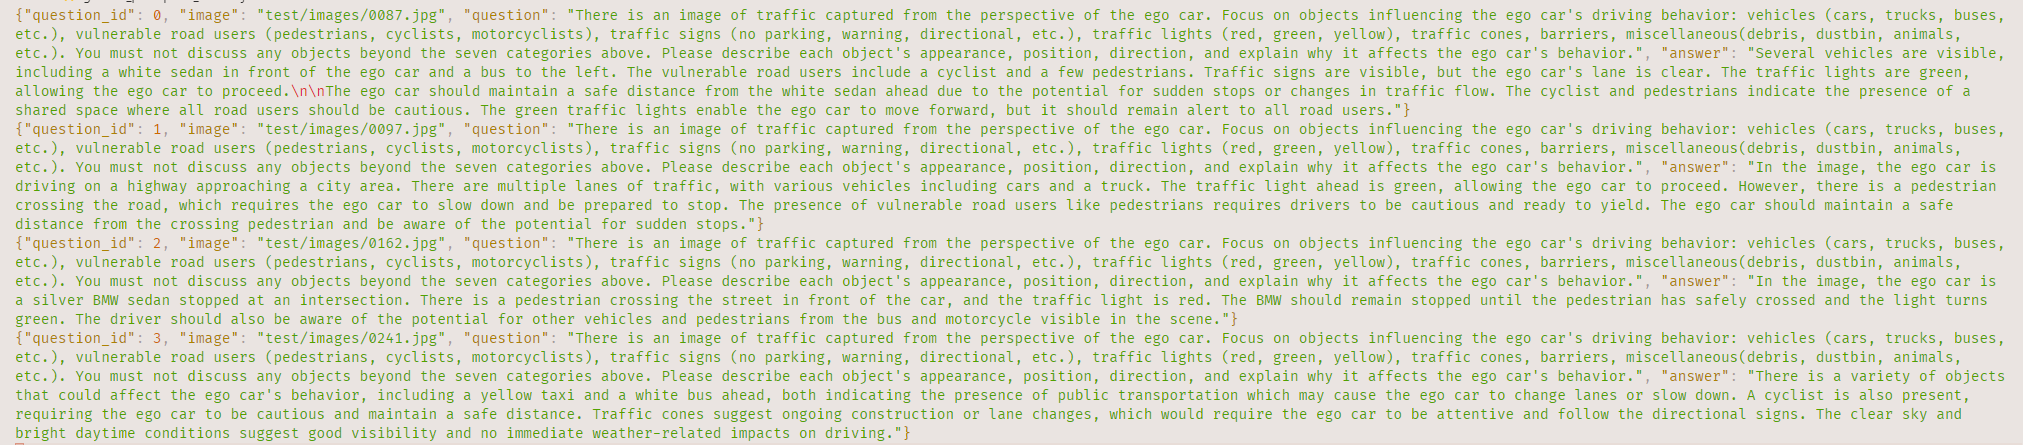 {"question_id": 0, "image": "test/images/0087.jpg", "question": "There is an image of traffic captured from the perspective of the ego car. Focus on objects influencing the ego car's driving behavior: vehicles (cars, trucks, buses,
etc.), vulnerable road users (pedestrians, cyclists, motorcyclists), traffic signs (no parking, warning, directional, etc.), traffic lights (red, green, yellow), traffic cones, barriers, miscellaneous(debris, dustbin, animals,
etc.). You must not discuss any objects beyond the seven categories above. Please describe each object's appearance, position, direction, and explain why it affects the ego car's behavior.", "answer": "Several vehicles are visible,
including a white sedan in front of the ego car and a bus to the left. The vulnerable road users include a cyclist and a few pedestrians. Traffic signs are visible, but the ego car's lane is clear. The traffic lights are green,
allowing the ego car to proceed.\n\nThe ego car should maintain a safe distance from the white sedan ahead due to the potential for sudden stops or changes in traffic flow. The cyclist and pedestrians indicate the presence of a
shared space where all road users should be cautious. The green traffic lights enable the ego car to move forward, but it should remain alert to all road users."}
{"question_id": 1, "image": "test/images/0097.jpg", "question": "There is an image of traffic captured from the perspective of the ego car. Focus on objects influencing the ego car's driving behavior: vehicles (cars, trucks, buses,
etc.), vulnerable road users (pedestrians, cyclists, motorcyclists), traffic signs (no parking, warning, directional, etc.), traffic lights (red, green, yellow), traffic cones, barriers, miscellaneous(debris, dustbin, animals,
etc.). You must not discuss any objects beyond the seven categories above. Please describe each object's appearance, position, direction, and explain why it affects the ego car's behavior.", "answer": "In the image, the ego car is
driving on a highway approaching a city area. There are multiple lanes of traffic, with various vehicles including cars and a truck. The traffic light ahead is green, allowing the ego car to proceed. However, there is a pedestrian
crossing the road, which requires the ego car to slow down and be prepared to stop. The presence of vulnerable road users like pedestrians requires drivers to be cautious and ready to yield. The ego car should maintain a safe
distance from the crossing pedestrian and be aware of the potential for sudden stops."}
{"question_id": 2, "image": "test/images/0162.jpg", "question": "There is an image of traffic captured from the perspective of the ego car. Focus on objects influencing the ego car's driving behavior: vehicles (cars, trucks, buses,
etc.), vulnerable road users (pedestrians, cyclists, motorcyclists), traffic signs (no parking, warning, directional, etc.), traffic lights (red, green, yellow), traffic cones, barriers, miscellaneous(debris, dustbin, animals,
etc.). You must not discuss any objects beyond the seven categories above. Please describe each object's appearance, position, direction, and explain why it affects the ego car's behavior.", "answer": "In the image, the ego car is
a silver BMW sedan stopped at an intersection. There is a pedestrian crossing the street in front of the car, and the traffic light is red. The BMW should remain stopped until the pedestrian has safely crossed and the light turns
green. The driver should also be aware of the potential for other vehicles and pedestrians from the bus and motorcycle visible in the scene."}
{"question_id": 3, "image": "test/images/0241.jpg", "question": "There is an image of traffic captured from the perspective of the ego car. Focus on objects influencing the ego car's driving behavior: vehicles (cars, trucks, buses,
etc.), vulnerable road users (pedestrians, cyclists, motorcyclists), traffic signs (no parking, warning, directional, etc.), traffic lights (red, green, yellow), traffic cones, barriers, miscellaneous(debris, dustbin, animals,
etc.). You must not discuss any objects beyond the seven categories above. Please describe each object's appearance, position, direction, and explain why it affects the ego car's behavior.", "answer": "There is a variety of objects
that could affect the ego car's behavior, including a yellow taxi and a white bus ahead, both indicating the presence of public transportation which may cause the ego car to change lanes or slow down. A cyclist is also present,
requiring the ego car to be cautious and maintain a safe distance. Traffic cones suggest ongoing construction or lane changes, which would require the ego car to be attentive and follow the directional signs. The clear sky and
bright daytime conditions suggest good visibility and no immediate weather-related impacts on driving."}